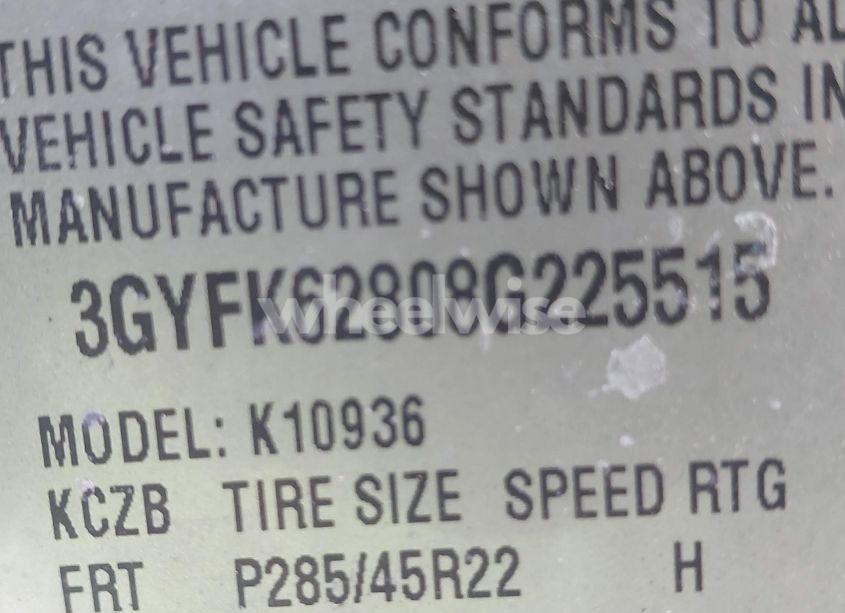 THIS VEHICLE CONFORMS TO AL
VEHICLE SAFETY STANDARDS IN
MANUFACTURE SHOWN ABOVE.
3GYFK62808G225515
wheelwise
MODEL: K10936
KCZB TIRE SIZE SPEED RTG
FRT P285/45R22 H